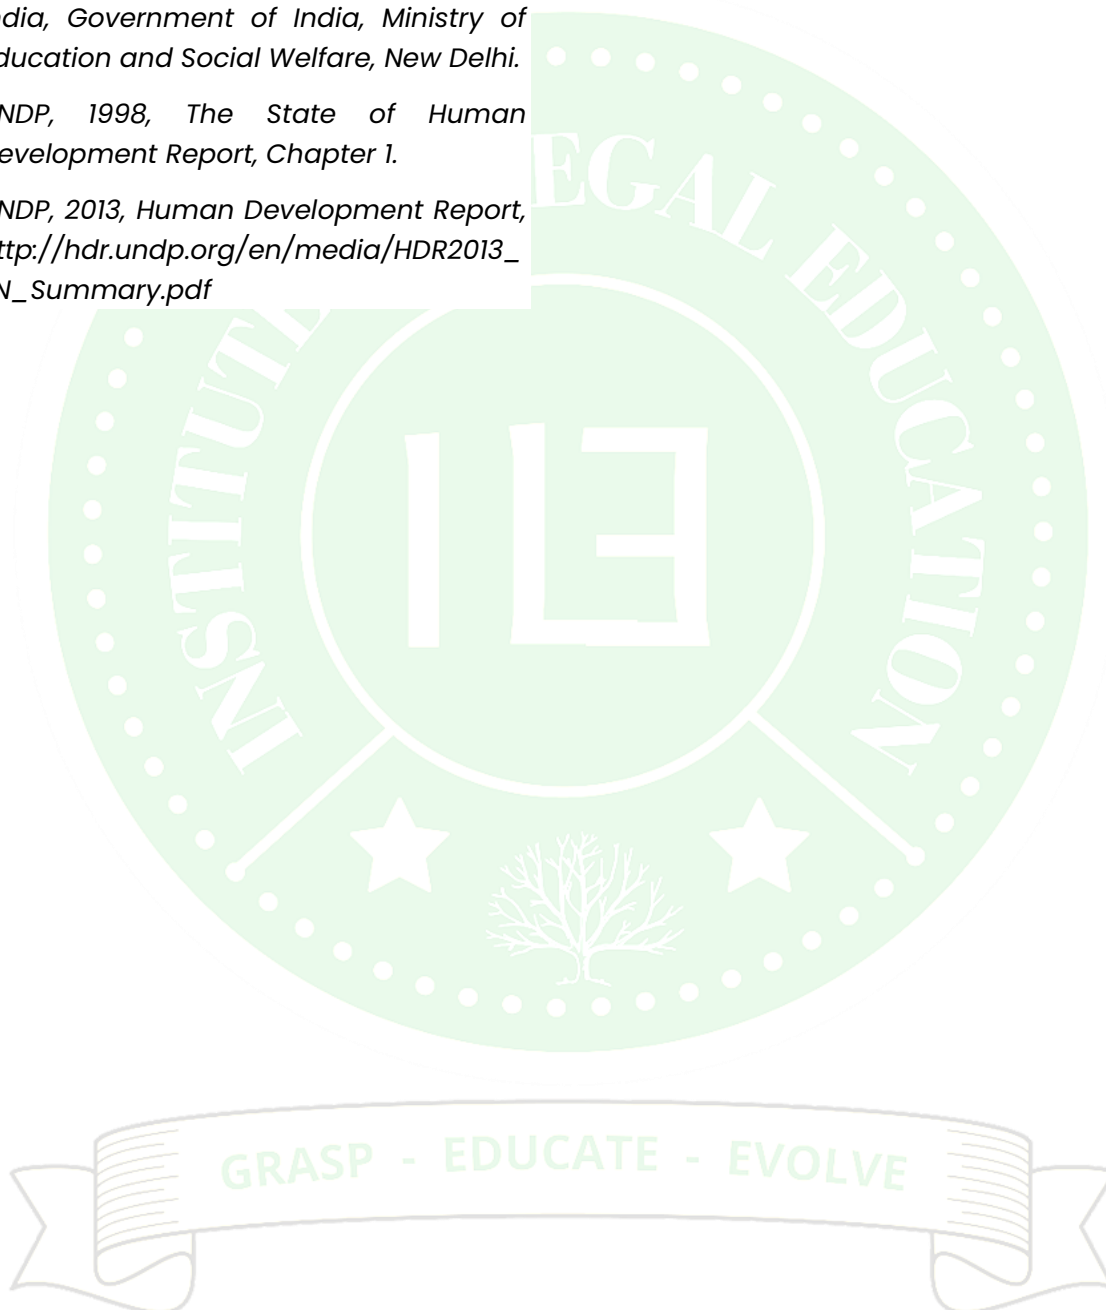 dia, Government of India, Ministry of
ducation and Social Welfare, New Delhi.
NDP, 1998, The State of Human
evelopment Report, Chapter 1.
NDP, 2013, Human Development Report,
ttp://hdr.undp.org/en/media/HDR2013_
N_Summary.pdf
INSTITUTE EGAL EDUCATION
ILE
GRASP - EDUCATE - EVOLVE